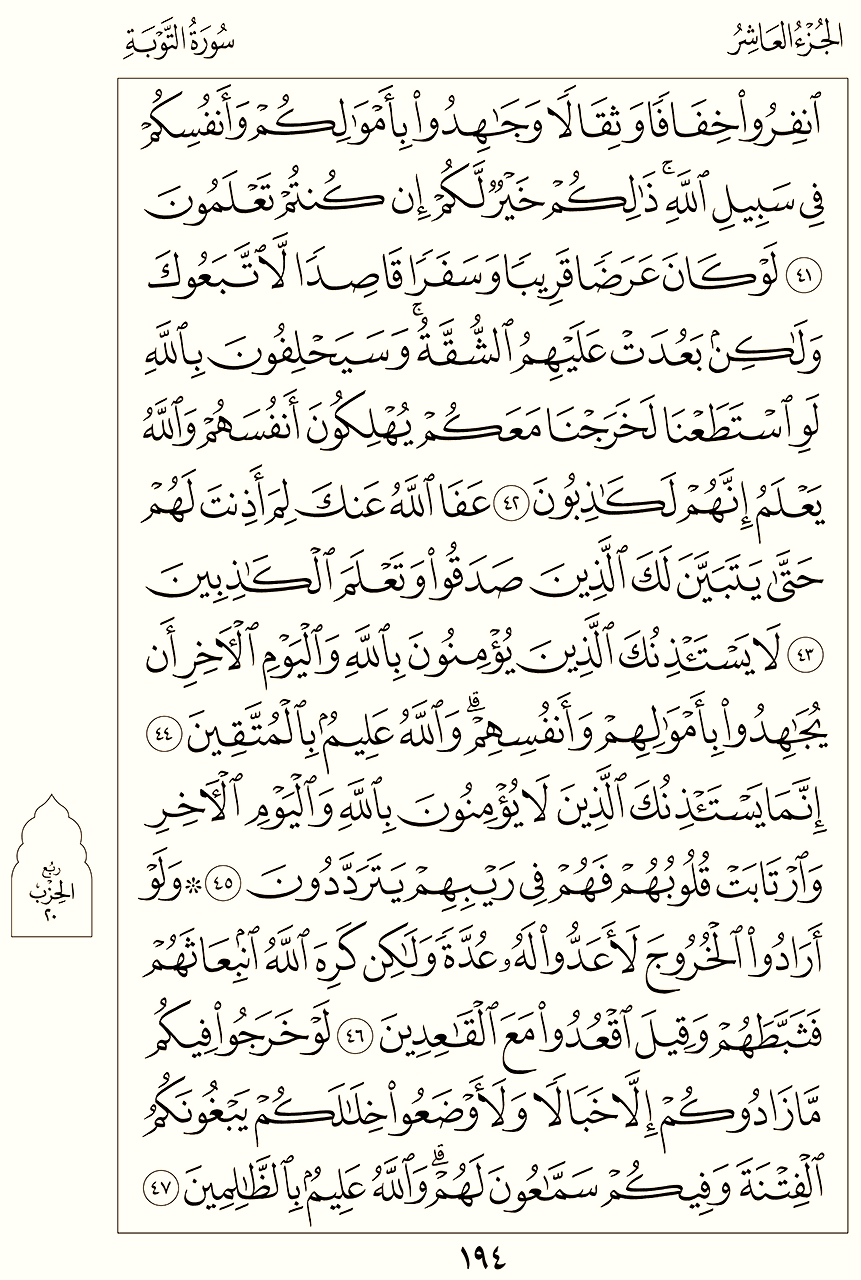 الجُزْءُ العَاشِرُ
سُورَةُ التَّوْبَةِ
ٱنفِرُوا۟ خِفَافًا وَثِقَالًا وَجَٰهِدُوا۟ بِأَمْوَٰلِكُمْ وَأَنفُسِكُمْ
فِى سَبِيلِ ٱللَّهِ ۚ ذَٰلِكُمْ خَيْرٌ لَّكُمْ إِن كُنتُمْ تَعْلَمُونَ
٤١ لَوْ كَانَ عَرَضًا قَرِيبًا وَسَفَرًا قَاصِدًا لَّٱتَّبَعُوكَ
وَلَٰكِنۢ بَعُدَتْ عَلَيْهِمُ ٱلشُّقَّةُ ۚ وَسَيَحْلِفُونَ بِٱللَّهِ
لَوِ ٱسْتَطَعْنَا لَخَرَجْنَا مَعَكُمْ يُهْلِكُونَ أَنفُسَهُمْ وَٱللَّهُ
يَعْلَمُ إِنَّهُمْ لَكَٰذِبُونَ ٤٢ عَفَا ٱللَّهُ عَنكَ لِمَ أَذِنتَ لَهُمْ
حَتَّىٰ يَتَبَيَّنَ لَكَ ٱلَّذِينَ صَدَقُوا۟ وَتَعْلَمَ ٱلْكَٰذِبِينَ
٤٣ لَا يَسْتَـْٔذِنُكَ ٱلَّذِينَ يُؤْمِنُونَ بِٱللَّهِ وَٱلْيَوْمِ ٱلْـَٔاخِرِ أَن
يُجَٰهِدُوا۟ بِأَمْوَٰلِهِمْ وَأَنفُسِهِمْ ۗ وَٱللَّهُ عَلِيمٌۢ بِٱلْمُتَّقِينَ ٤٤
إِنَّمَا يَسْتَـْٔذِنُكَ ٱلَّذِينَ لَا يُؤْمِنُونَ بِٱللَّهِ وَٱلْيَوْمِ ٱلْـَٔاخِرِ
وَٱرْتَابَتْ قُلُوبُهُمْ فَهُمْ فِى رَيْبِهِمْ يَتَرَدَّدُونَ ٤٥ ۞ وَلَوْ
أَرَادُوا۟ ٱلْخُرُوجَ لَأَعَدُّوا۟ لَهُۥ عُدَّةً وَلَٰكِن كَرِهَ ٱللَّهُ ٱنۢبِعَاثَهُمْ
فَثَبَّطَهُمْ وَقِيلَ ٱقْعُدُوا۟ مَعَ ٱلْقَٰعِدِينَ ٤٦ لَوْ خَرَجُوا۟ فِيكُم
مَّا زَادُوكُمْ إِلَّا خَبَالًا وَلَأَوْضَعُوا۟ خِلَٰلَكُمْ يَبْغُونَكُمُ
ٱلْفِتْنَةَ وَفِيكُمْ سَمَّٰعُونَ لَهُمْ ۗ وَٱللَّهُ عَلِيمٌۢ بِٱلظَّٰلِمِينَ ٤٧
ربع
الحِزْب
٢٠
١٩٤